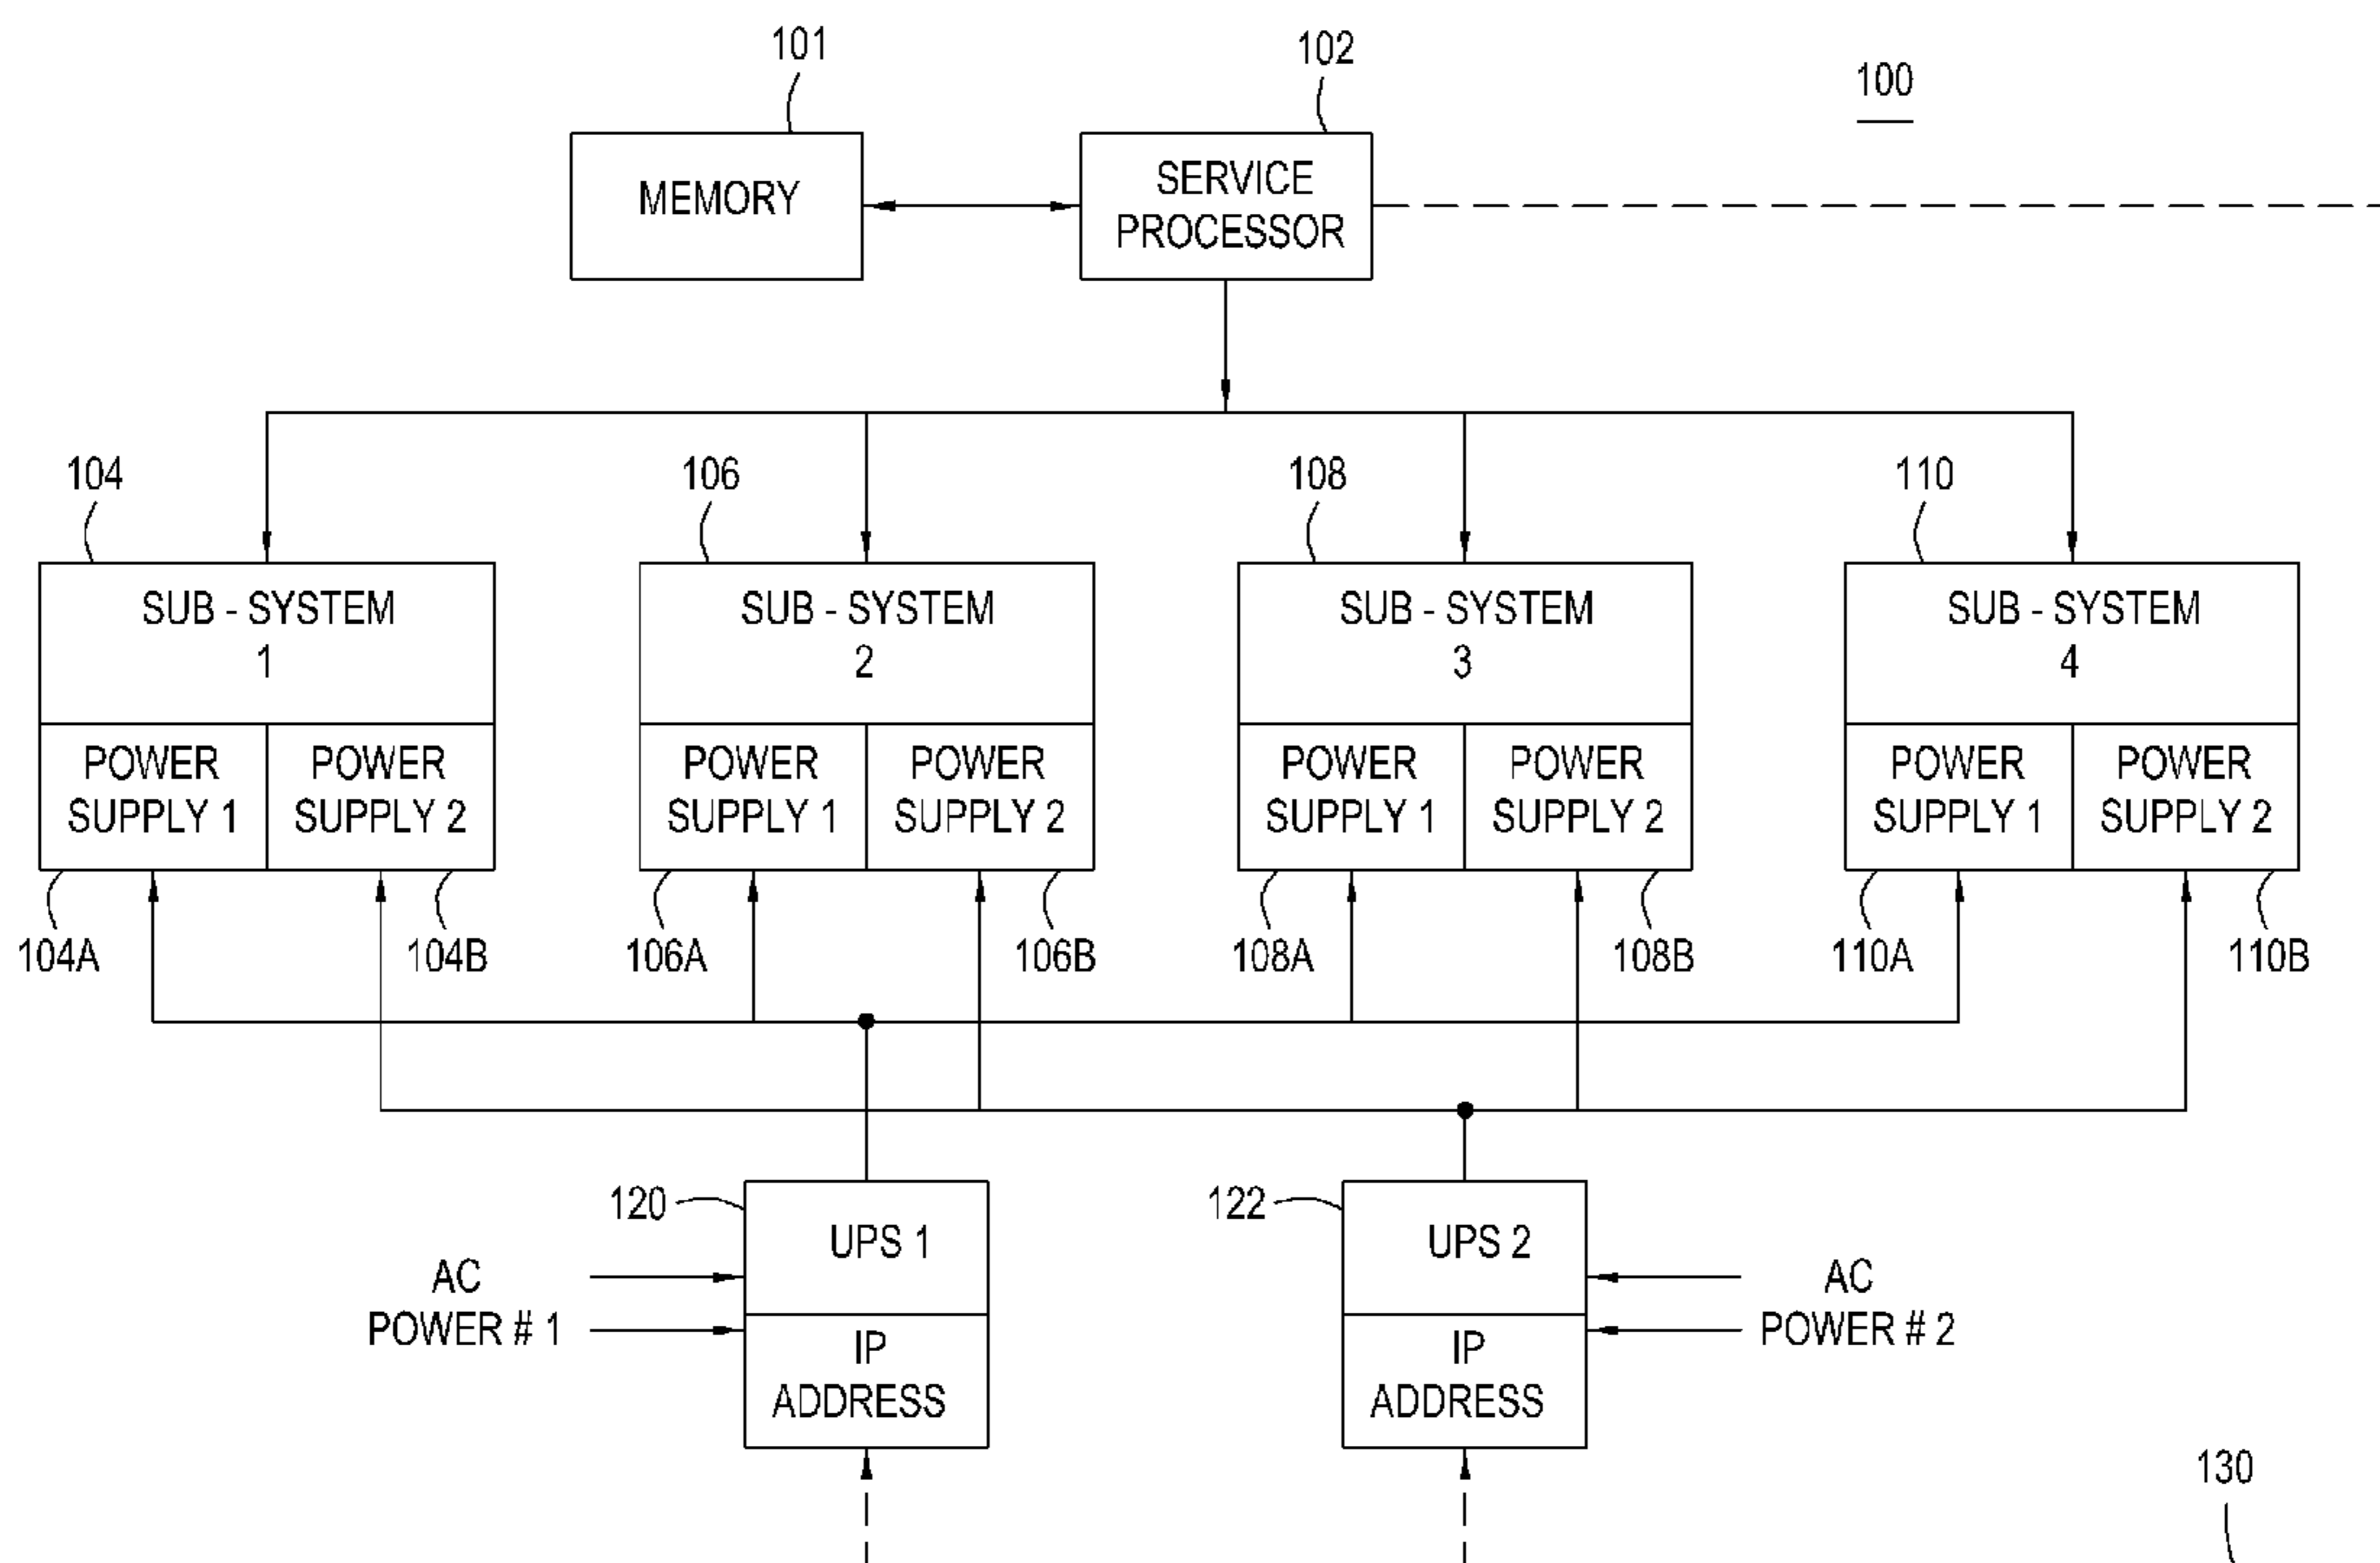 101
102
100
MEMORY
SERVICE
PROCESSOR
104
106
108
110
SUB - SYSTEM
1
SUB - SYSTEM
2
SUB - SYSTEM
3
SUB - SYSTEM
4
POWER
SUPPLY 1
POWER
SUPPLY 2
POWER
SUPPLY 1
POWER
SUPPLY 2
POWER
SUPPLY 1
POWER
SUPPLY 2
POWER
SUPPLY 1
POWER
SUPPLY 2
104A
104B
106A
106B
108A
108B
110A
110B
120
UPS 1
122
UPS 2
AC
POWER # 1
IP
ADDRESS
IP
ADDRESS
AC
POWER # 2
130